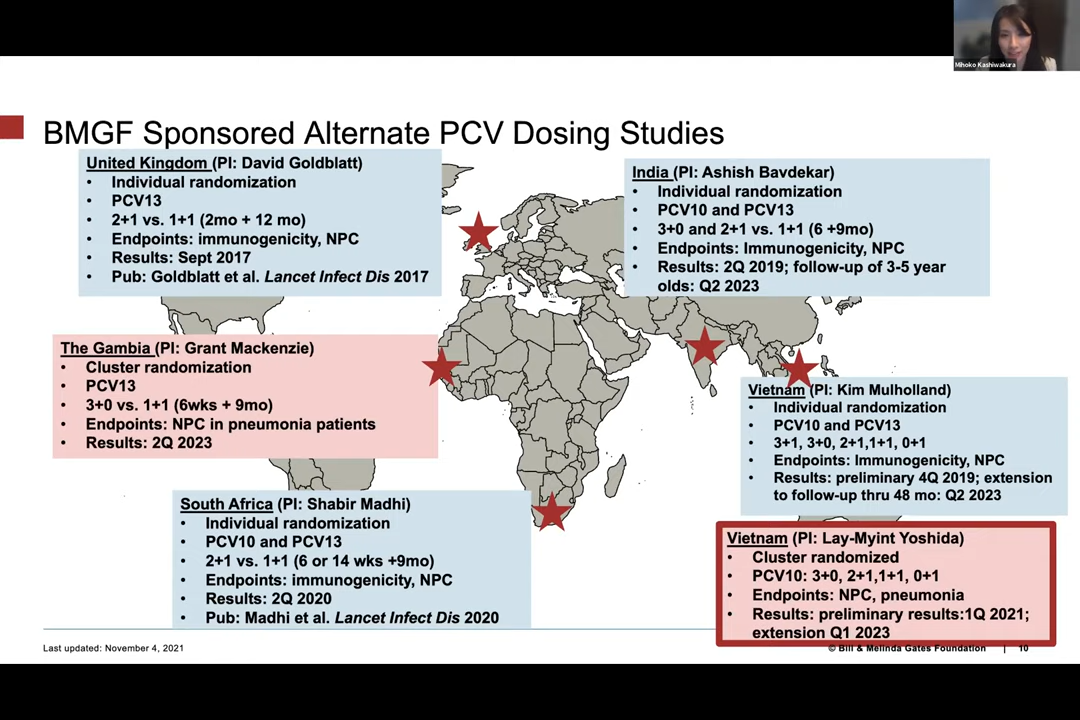 Mihoko Kashiwakura
BMGF Sponsored Alternate PCV Dosing Studies
United Kingdom (PI: David Goldblatt)
• Individual randomization
• PCV13
• 2+1 vs. 1+1 (2mo + 12 mo)
• Endpoints: immunogenicity, NPC
• Results: Sept 2017
• Pub: Goldblatt et al. Lancet Infect Dis 2017
India (PI: Ashish Bavdekar)
• Individual randomization
• PCV10 and PCV13
• 3+0 and 2+1 vs. 1+1 (6 +9mo)
• Endpoints: Immunogenicity, NPC
• Results: 2Q 2019; follow-up of 3-5 year
olds: Q2 2023
The Gambia (PI: Grant Mackenzie)
• Cluster randomization
• PCV13
• 3+0 vs. 1+1 (6wks + 9mo)
• Endpoints: NPC in pneumonia patients
• Results: 2Q 2023
Vietnam (PI: Kim Mulholland)
• Individual randomization
• PCV10 and PCV13
• 3+1, 3+0, 2+1,1+1, 0+1
• Endpoints: Immunogenicity, NPC
• Results: preliminary 4Q 2019; extension
to follow-up thru 48 mo: Q2 2023
South Africa (PI: Shabir Madhi)
• Individual randomization
• PCV10 and PCV13
• 2+1 vs. 1+1 (6 or 14 wks +9mo)
• Endpoints: immunogenicity, NPC
• Results: 2Q 2020
• Pub: Madhi et al. Lancet Infect Dis 2020
Vietnam (PI: Lay-Myint Yoshida)
• Cluster randomized
• PCV10: 3+0, 2+1,1+1, 0+1
• Endpoints: NPC, pneumonia
• Results: preliminary results:1Q 2021;
extension Q1 2023
Last updated: November 4, 2021
© Bill & Melinda Gates Foundation | 10